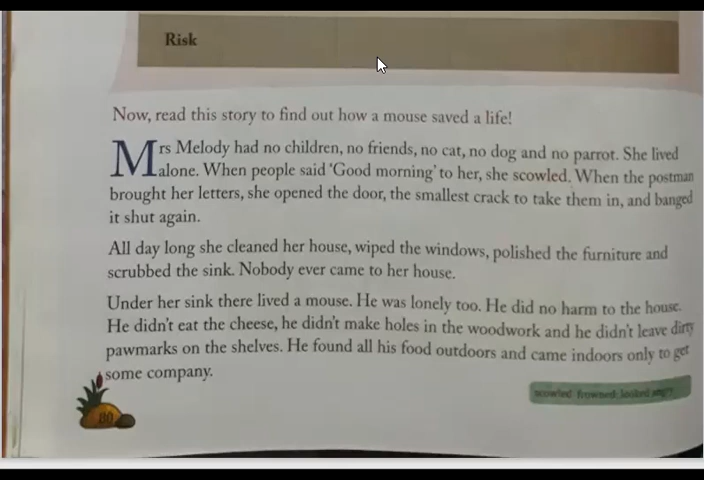 Risk
Now, read this story to find out how a mouse saved a life!
Mrs Melody had no children, no friends, no cat, no dog and no parrot. She lived
alone. When people said 'Good morning' to her, she scowled. When the postman
brought her letters, she opened the door, the smallest crack to take them in, and banged
it shut again.
All day long she cleaned her house, wiped the windows, polished the furniture and
scrubbed the sink. Nobody ever came to her house.
Under her sink there lived a mouse. He was lonely too. He did no harm to the house.
He didn't eat the cheese, he didn't make holes in the woodwork and he didn't leave dirty
pawmarks on the shelves. He found all his food outdoors and came indoors only to get
some company.
scowled frowned; looked angry
80